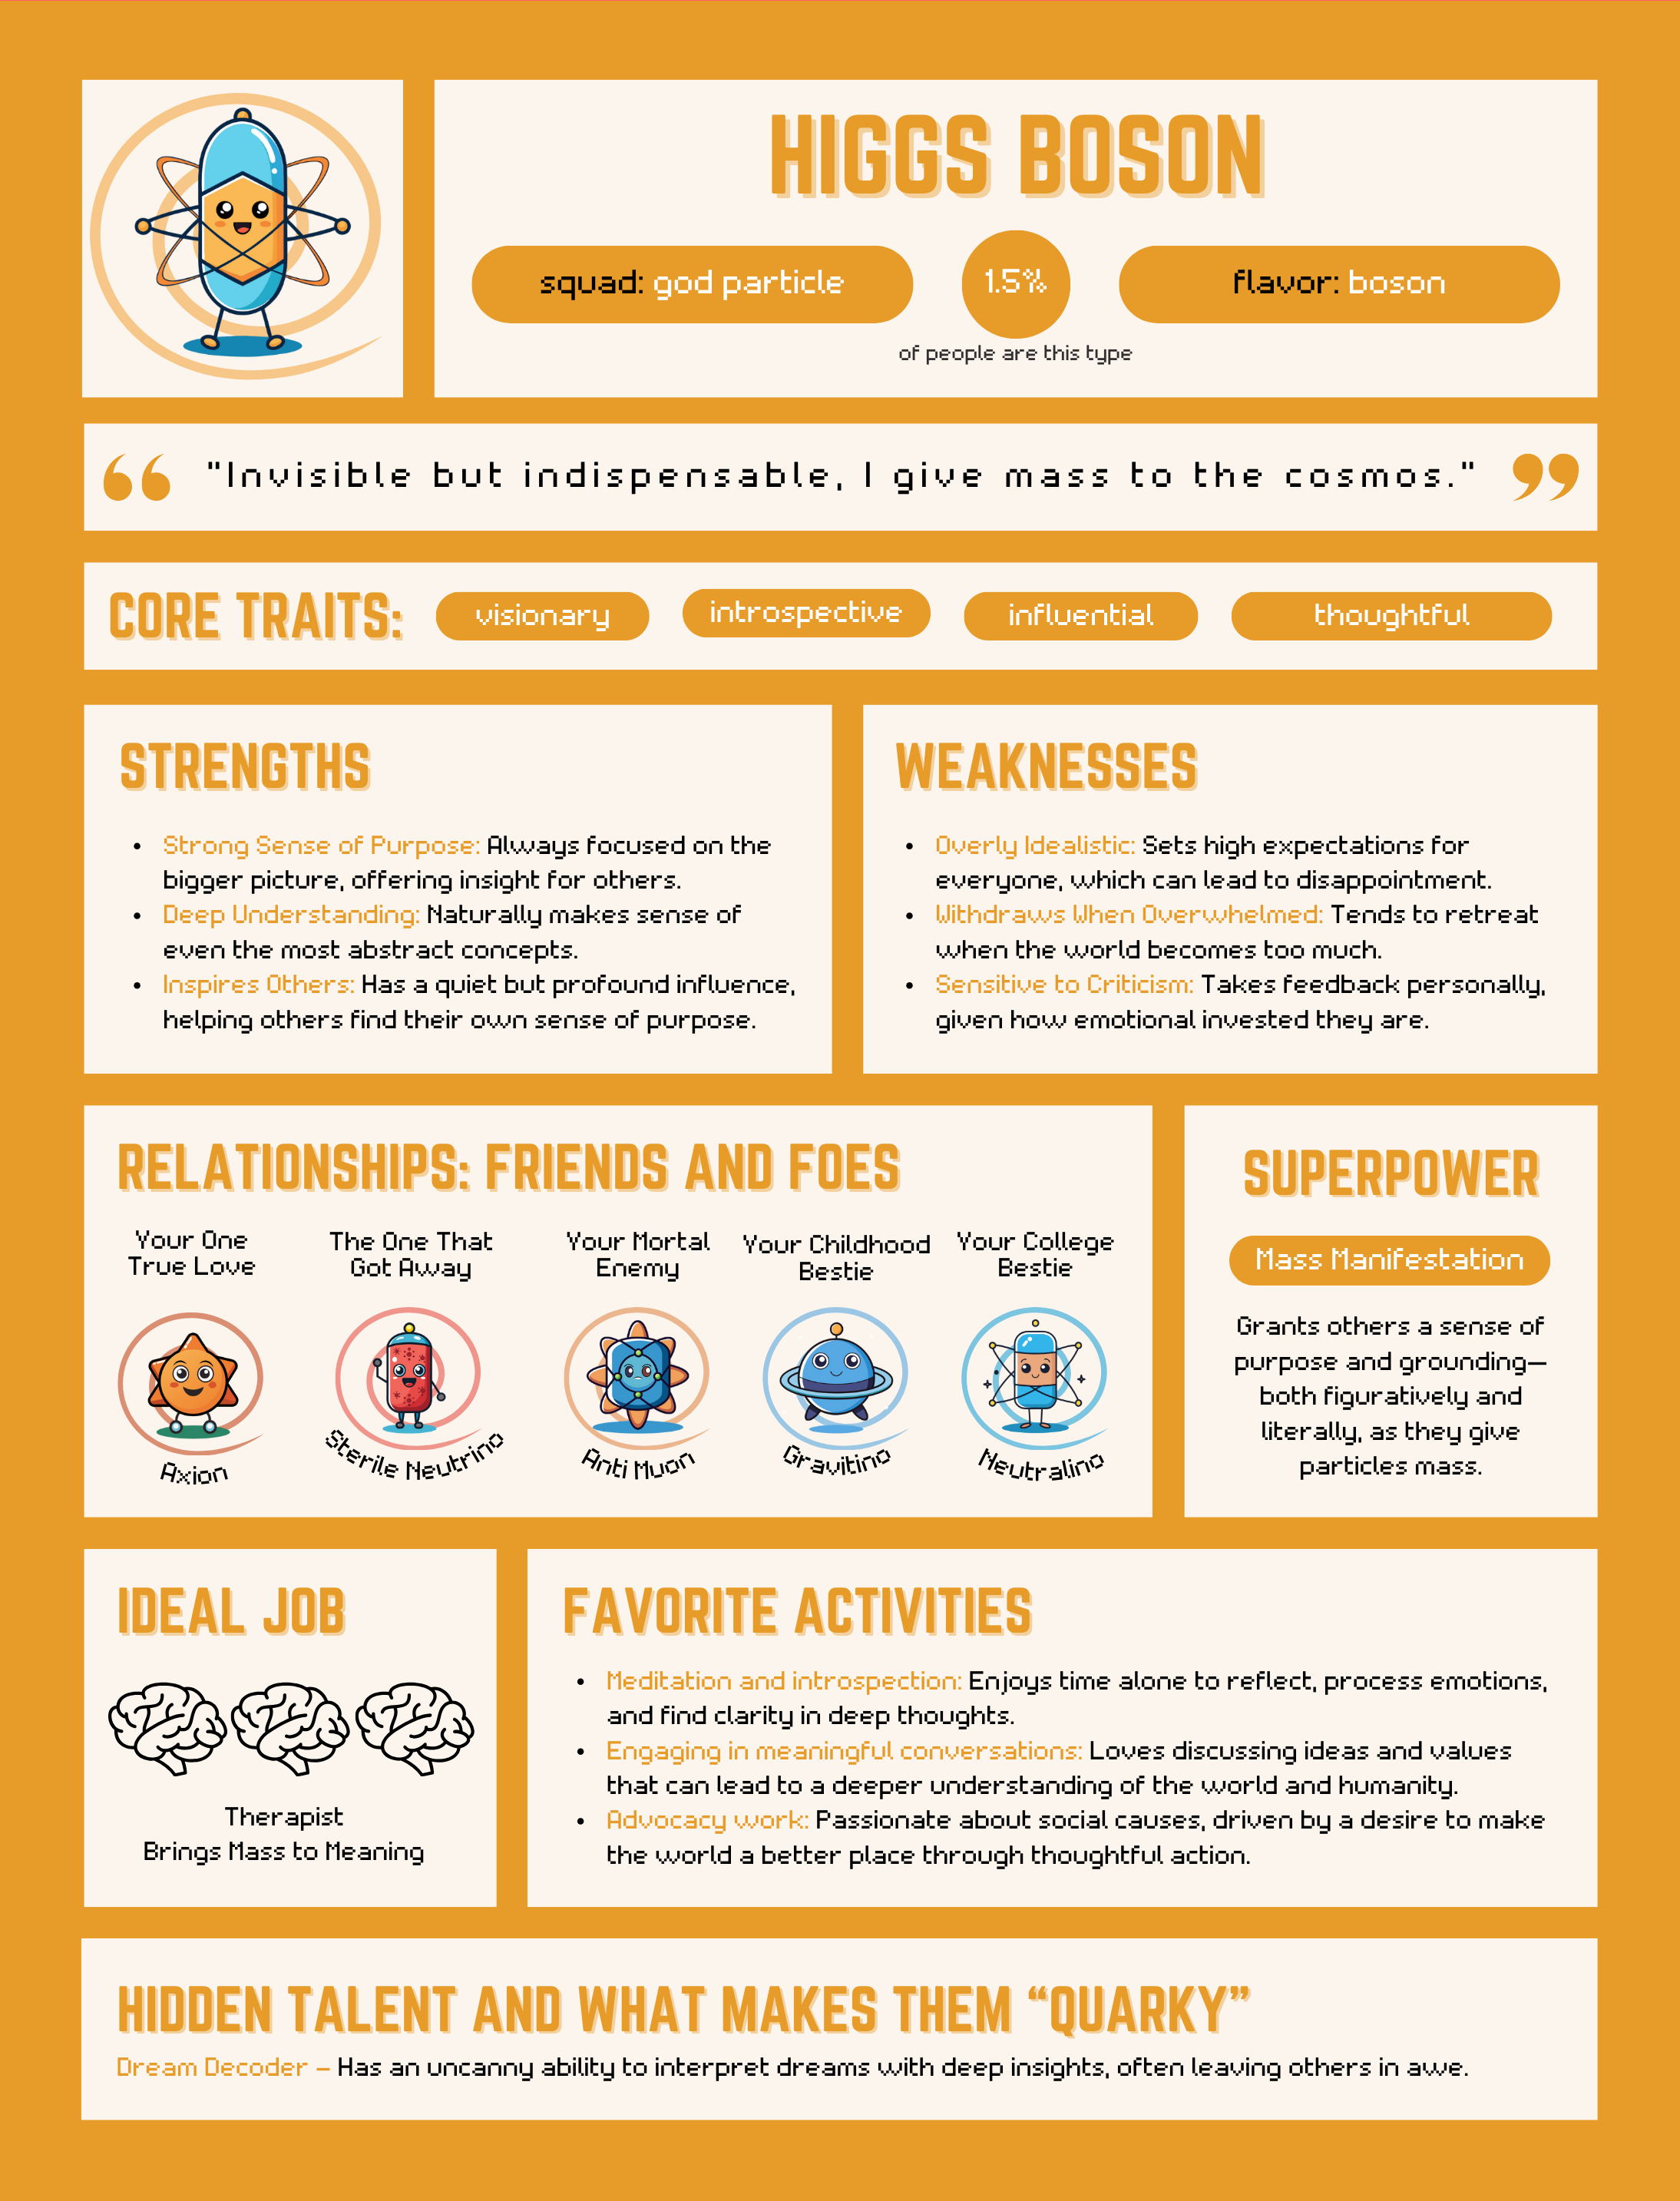 HIGGS BOSON
squad: god particle
1.5%
flavor: boson
of people are this type
"Invisible but indispensable, I give mass to the cosmos."
CORE TRAITS:
visionary
introspective
influential
thoughtful
STRENGTHS
• Strong Sense of Purpose: Always focused on the
bigger picture, offering insight for others.
• Deep Understanding: Naturally makes sense of
even the most abstract concepts.
• Inspires Others: Has a quiet but profound influence,
helping others find their own sense of purpose.
WEAKNESSES
• Overly Idealistic: Sets high expectations for
everyone, which can lead to disappointment.
• Withdraws When Overwhelmed: Tends to retreat
when the world becomes too much.
• Sensitive to Criticism: Takes feedback personally,
given how emotional invested they are.
RELATIONSHIPS: FRIENDS AND FOES
Your One
True Love
Axion
The One That
Got Away
Sterile Neutrino
Your Mortal
Enemy
Anti Muon
Your Childhood
Bestie
Gravitino
Your College
Bestie
Neutralino
SUPERPOWER
Mass Manifestation
Grants others a sense of
purpose and grounding—
both figuratively and
literally, as they give
particles mass.
IDEAL JOB
Therapist
Brings Mass to Meaning
FAVORITE ACTIVITIES
• Meditation and introspection: Enjoys time alone to reflect, process emotions,
and find clarity in deep thoughts.
• Engaging in meaningful conversations: Loves discussing ideas and values
that can lead to a deeper understanding of the world and humanity.
• Advocacy work: Passionate about social causes, driven by a desire to make
the world a better place through thoughtful action.
HIDDEN TALENT AND WHAT MAKES THEM “QUARKY”
Dream Decoder – Has an uncanny ability to interpret dreams with deep insights, often leaving others in awe.